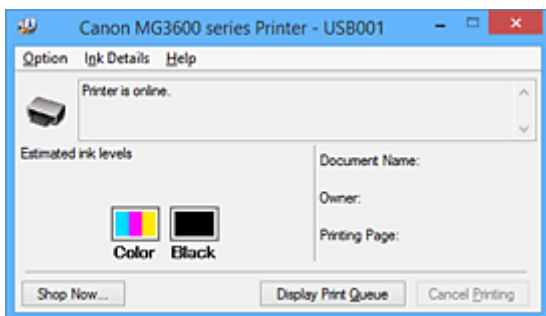 Canon MG3600 series Printer - USB001
Option Ink Details Help
Printer is online.
Estimated ink levels
Document Name:
Owner:
Printing Page:
Color Black
Shop Now... Display Print Queue Cancel Printing